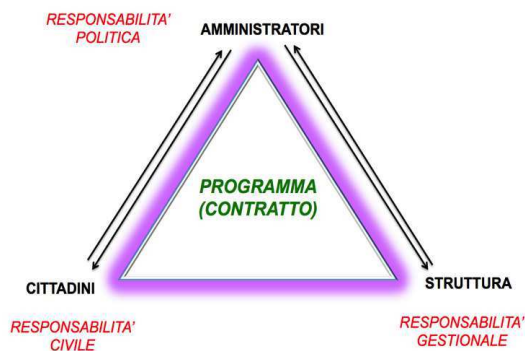 RESPONSABILITA'
POLITICA
AMMINISTRATORI
PROGRAMMA
(CONTRATTO)
CITTADINI
STRUTTURA
RESPONSABILITA'
CIVILE
RESPONSABILITA'
GESTIONALE